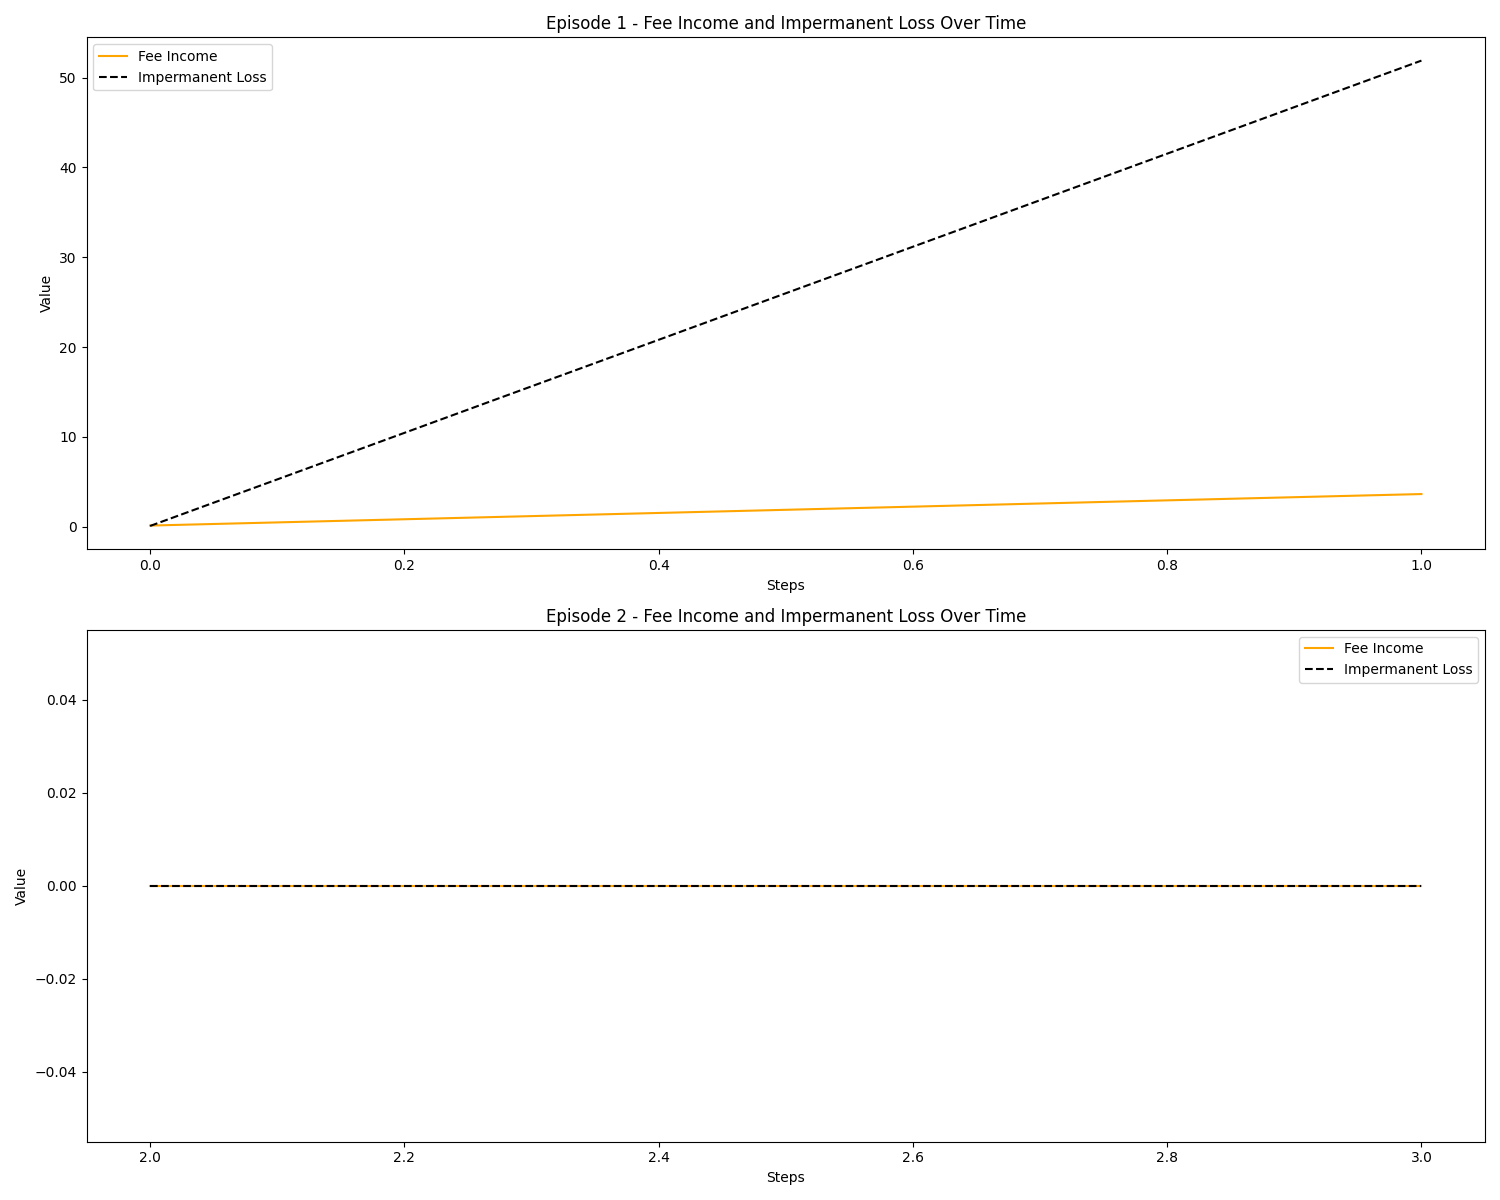 Episode 1 - Fee Income and Impermanent Loss Over Time
Fee Income
Impermanent Loss
50
40
30
20
10
0
Value
0.0 0.2 0.4 0.6 0.8 1.0
Steps
Episode 2 - Fee Income and Impermanent Loss Over Time
Fee Income
Impermanent Loss
0.04
0.02
0.00
−0.02
−0.04
Value
2.0 2.2 2.4 2.6 2.8 3.0
Steps